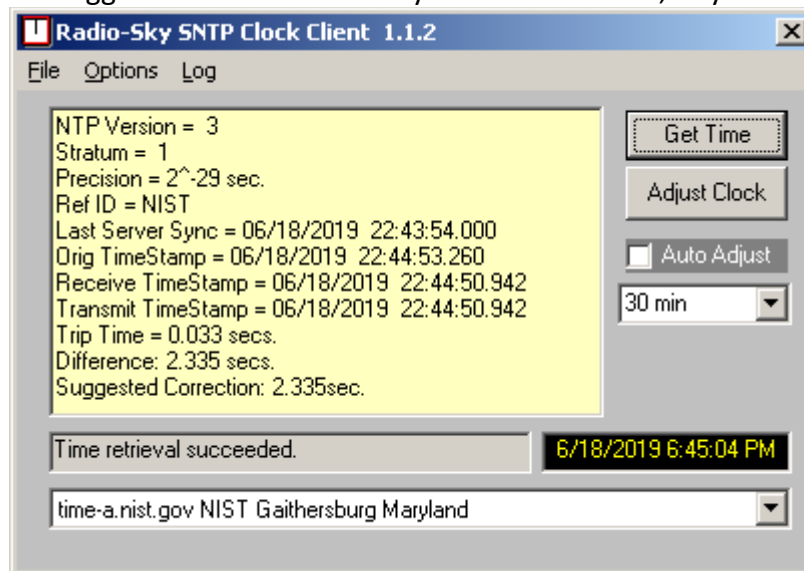 Radio-Sky SNTP Clock Client 1.1.2
File Options Log
NTP Version = 3
Stratum = 1
Precision = 2^-29 sec.
Ref ID = NIST
Last Server Sync = 06/18/2019 22:43:54.000
Orig TimeStamp = 06/18/2019 22:44:53.260
Receive TimeStamp = 06/18/2019 22:44:50.942
Transmit TimeStamp = 06/18/2019 22:44:50.942
Trip Time = 0.033 secs.
Difference: 2.335 secs.
Suggested Correction: 2.335sec.
Get Time
Adjust Clock
Auto Adjust
30 min
Time retrieval succeeded.
6/18/2019 6:45:04 PM
time-a.nist.gov NIST Gaithersburg Maryland